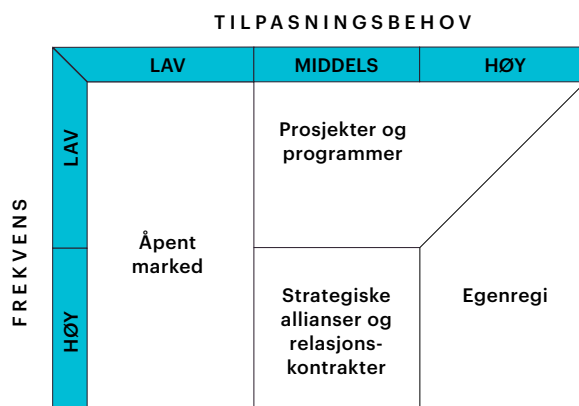 TILPASNINGSBEHOV
LAV MIDDELS HØY
FREKVENS
LAV
HØY
Prosjekter og
programmer
Åpent
marked
Strategiske
allianser og
relasjons-
kontrakter
Egenregi